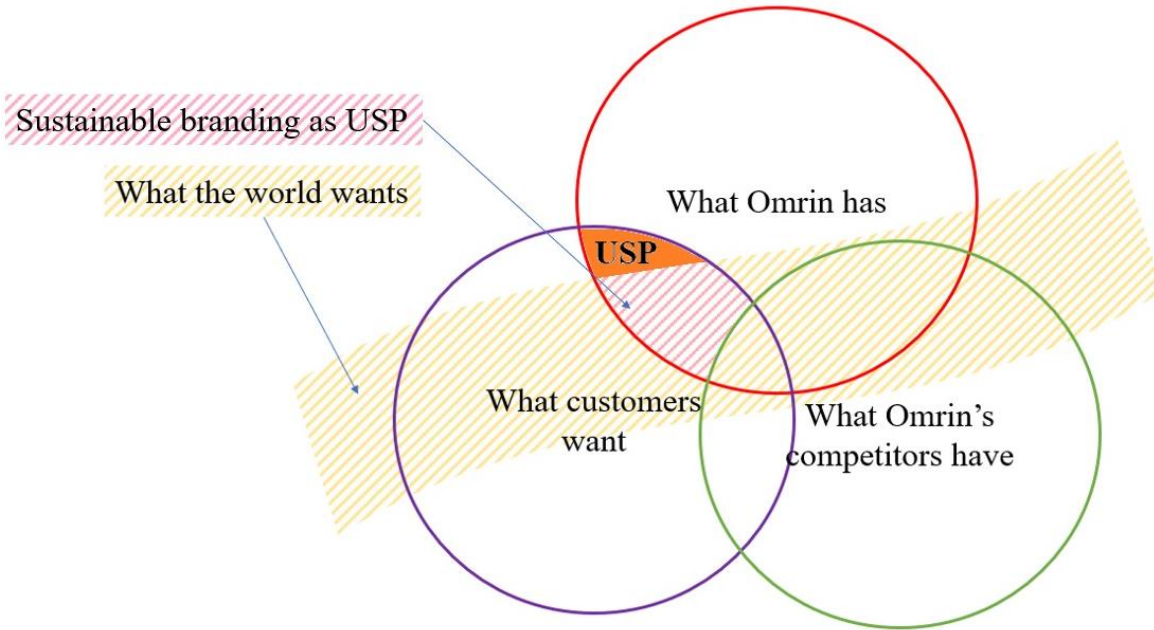 Sustainable branding as USP
What the world wants
What Omrin has
USP
What customers
want
What Omrin’s
competitors have